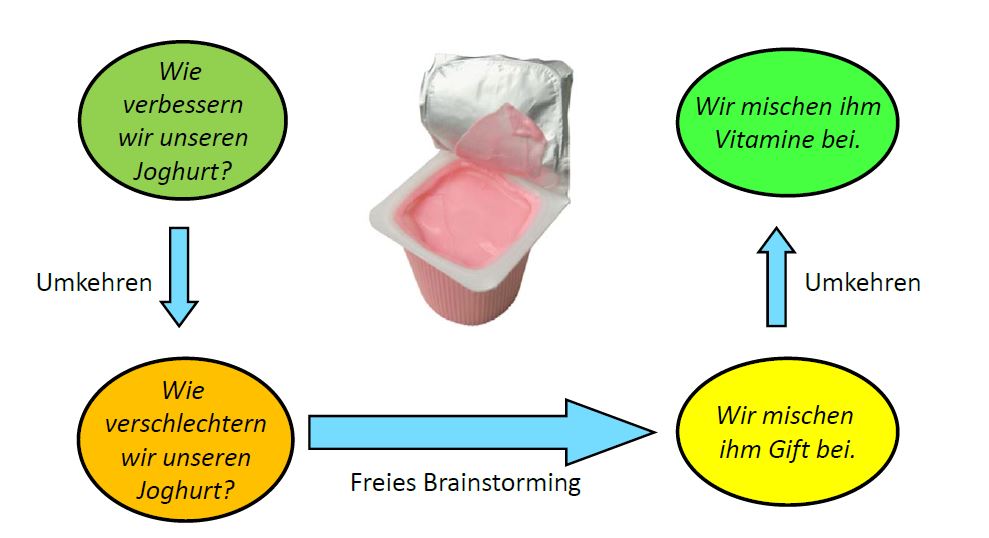 Wie
verbessern
wir unseren
Joghurt?
Umkehren
Wie
verschlechtern
wir unseren
Joghurt?
Freies Brainstorming
Wir mischen
ihm Gift bei.
Umkehren
Wir mischen ihm
Vitamine bei.